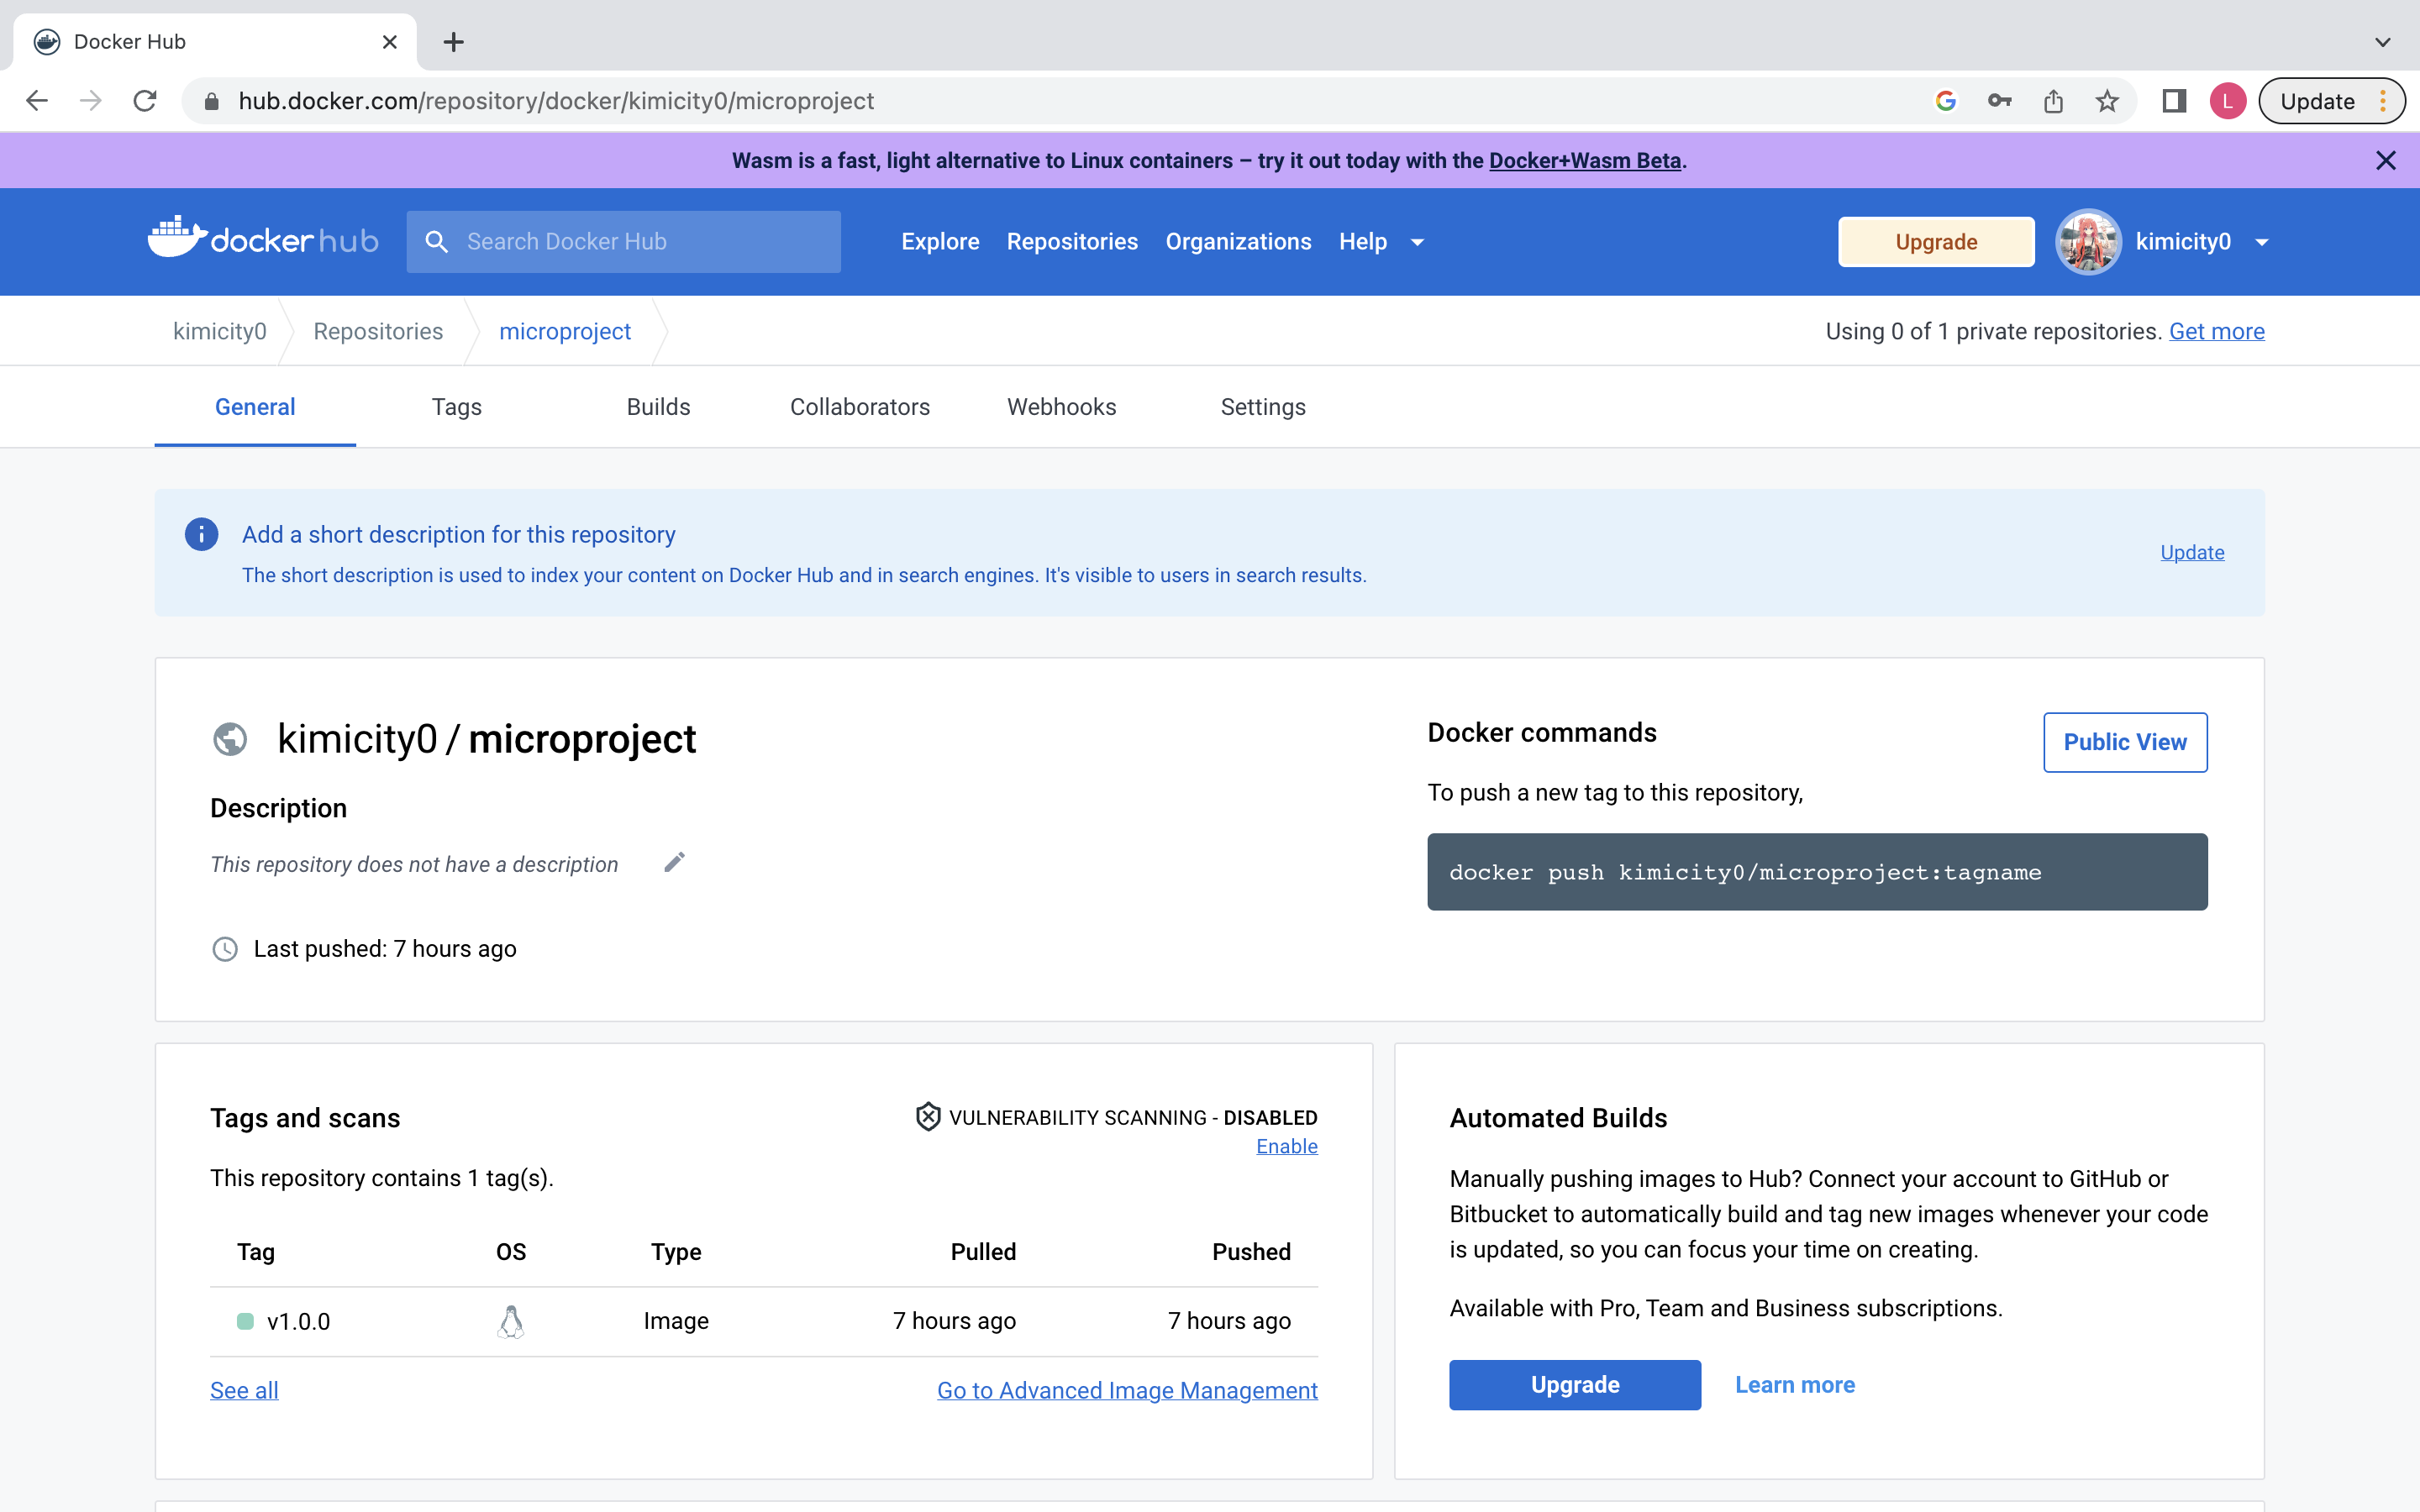 Docker Hub
hub.docker.com/repository/docker/kimicity0/microproject
L
Update
Wasm is a fast, light alternative to Linux containers – try it out today with the Docker+Wasm Beta.
docker hub
Search Docker Hub
Explore
Repositories
Organizations
Help
Upgrade
kimicity0
kimicity0
Repositories
microproject
Using 0 of 1 private repositories. Get more
General
Tags
Builds
Collaborators
Webhooks
Settings
Add a short description for this repository
The short description is used to index your content on Docker Hub and in search engines. It's visible to users in search results.
Update
kimicity0 / microproject
Description
This repository does not have a description
Last pushed: 7 hours ago
Docker commands
Public View
To push a new tag to this repository,
docker push kimicity0/microproject:tagname
Tags and scans
VULNERABILITY SCANNING - DISABLED
Enable
This repository contains 1 tag(s).
Tag OS Type Pulled Pushed
v1.0.0 Image 7 hours ago 7 hours ago
See all
Go to Advanced Image Management
Automated Builds
Manually pushing images to Hub? Connect your account to GitHub or
Bitbucket to automatically build and tag new images whenever your code
is updated, so you can focus your time on creating.
Available with Pro, Team and Business subscriptions.
Upgrade
Learn more